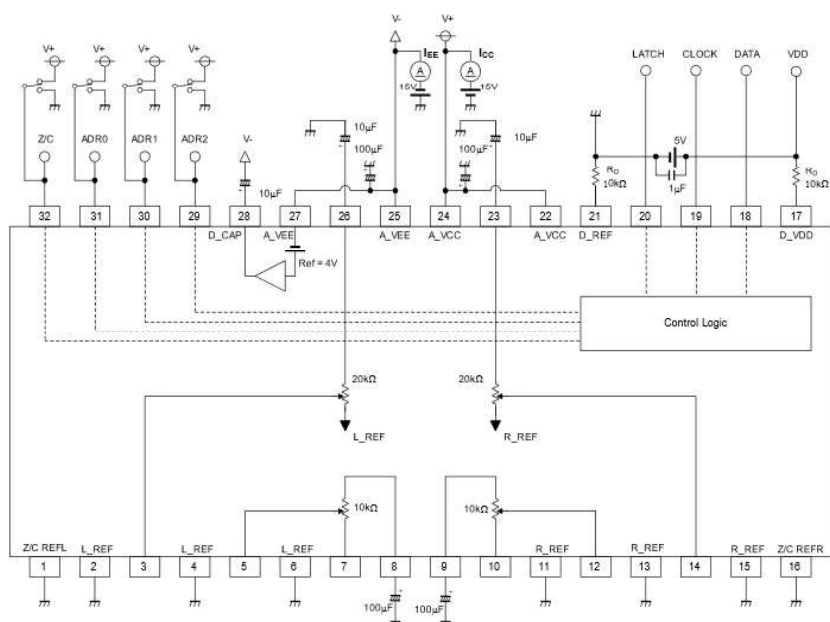 V- V+
V+ V+ V+ V+
IEE ICC
LATCH CLOCK DATA VDD
A A
15V 15V
10μF 10μF
Z/C ADR0 ADR1 ADR2 V- 100μF 100μF 5V
10μF RD 10kΩ 1μF RD 10kΩ
32 31 30 29 28 27 26 25 24 23 22 21 20 19 18 17
D_CAP A_VEE A_VEE A_VCC A_VCC D_REF D_VDD
Ref = 4V
Control Logic
20kΩ 20kΩ
L_REF R_REF
10kΩ 10kΩ
Z/C REFL L_REF L_REF L_REF R_REF R_REF R_REF Z/C REFR
1 2 3 4 5 6 7 8 9 10 11 12 13 14 15 16
100μF 100μF